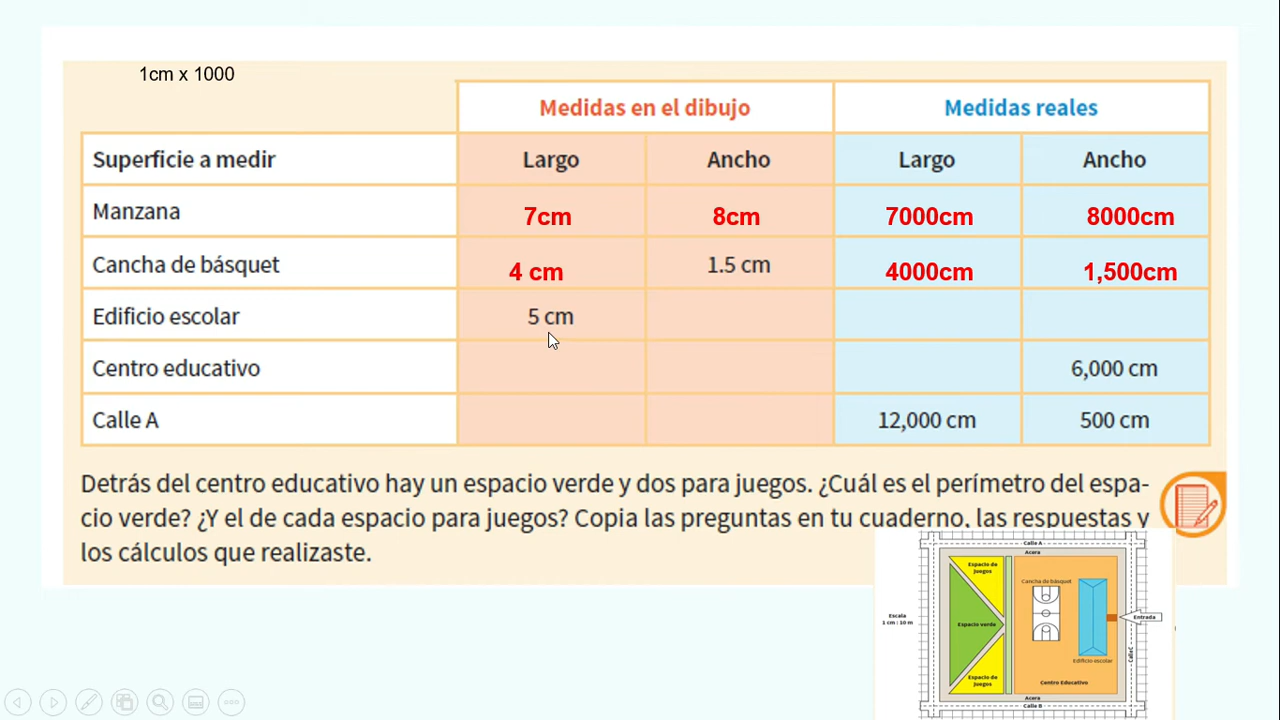 1cm x 1000
Medidas en el dibujo Medidas reales
Superficie a medir Largo Ancho Largo Ancho
Manzana 7cm 8cm 7000cm 8000cm
Cancha de básquet 4 cm 1.5 cm 4000cm 1,500cm
Edificio escolar 5 cm
Centro educativo 6,000 cm
Calle A 12,000 cm 500 cm
Detrás del centro educativo hay un espacio verde y dos para juegos. ¿Cuál es el perímetro del espa-
cio verde? ¿Y el de cada espacio para juegos? Copia las preguntas en tu cuaderno, las respuestas y
los cálculos que realizaste.
Calle A
Acera
Espacio de
juegos
Cancha de básquet
Escala
1 cm : 10 m
Espacio verde
Entrada
Calle C
Edificio escolar
Espacio de
juegos
Centro Educativo
Acera
Calle B